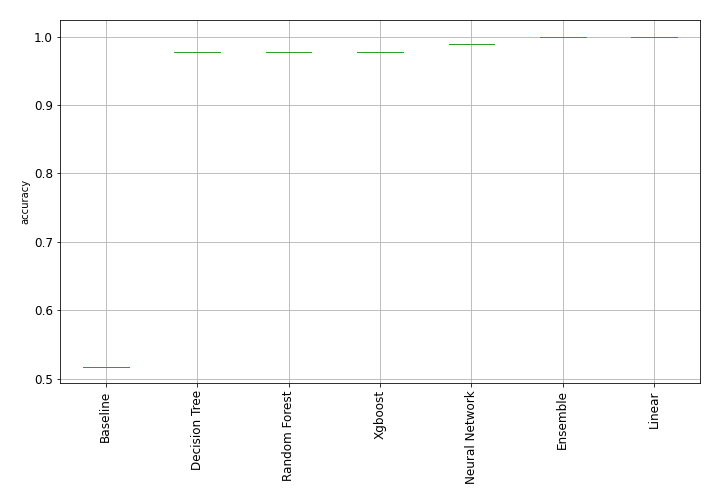 1.0
0.9
0.8
0.7
0.6
0.5
accuracy
Baseline
Decision Tree
Random Forest
Xgboost
Neural Network
Ensemble
Linear